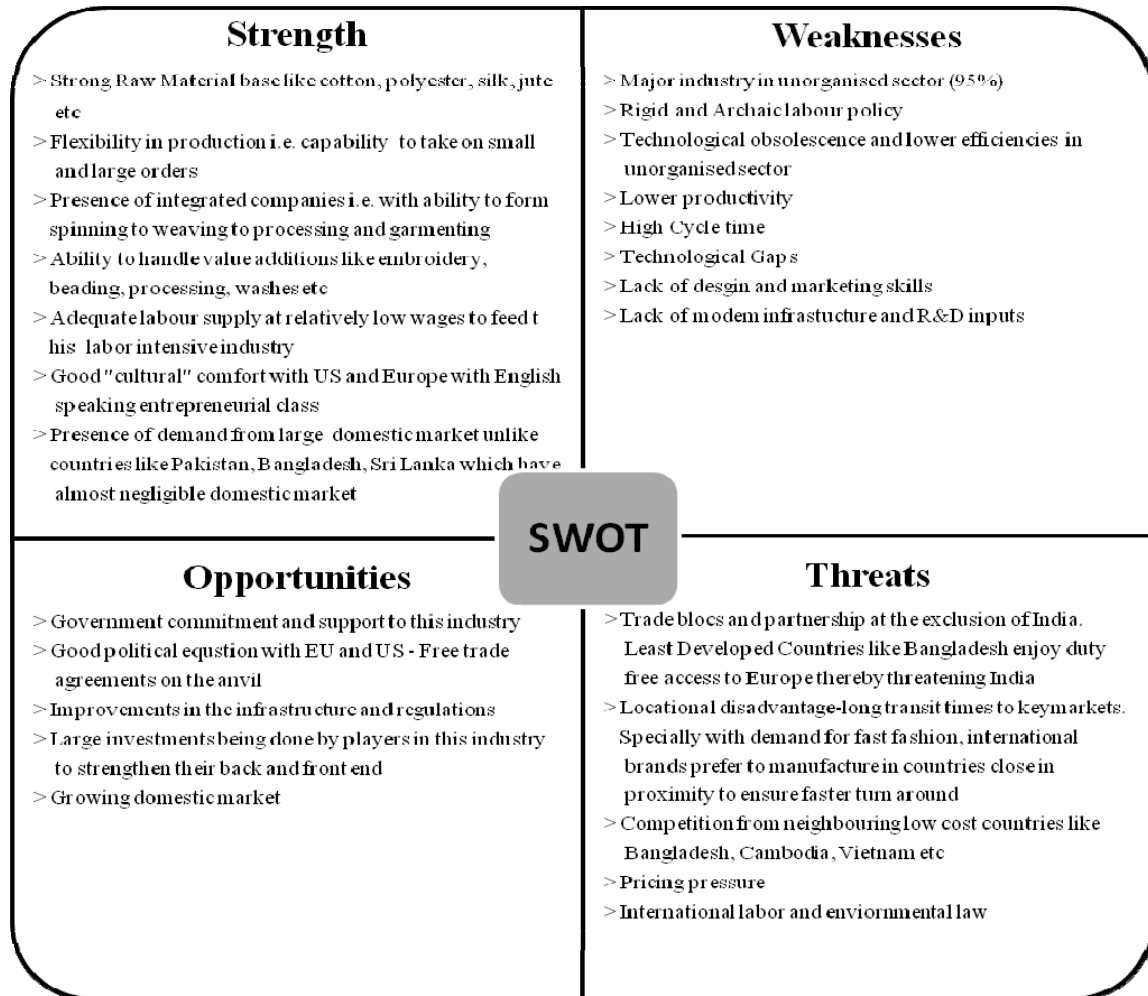 Strength
> Strong Raw Material base like cotton, polyester, silk, jute
etc
> Flexibility in production i.e. capability to take on small
and large orders
> Presence of integrated companies i.e. with ability to form
spinning to weaving to processing and garmenting
> Ability to handle value additions like embroidery,
beading, processing, washes etc
> Adequate labour supply at relatively low wages to feed t
his labor intensive industry
> Good "cultural" comfort with US and Europe with English
speaking entrepreneurial class
> Presence of demand from large domestic market unlike
countries like Pakistan, Bangladesh, Sri Lanka which have
almost negligible domestic market
Weaknesses
> Major industry in unorganised sector (95%)
> Rigid and Archaic labour policy
> Technological obsolescence and lower efficiencies in
unorganised sector
> Lower productivity
> High Cycle time
> Technological Gaps
> Lack of desgin and marketing skills
> Lack of modern infrastucture and R&D inputs
SWOT
Opportunities
> Government commitment and support to this industry
> Good political equstion with EU and US - Free trade
agreements on the anvil
> Improvements in the infrastructure and regulations
> Large investments being done by players in this industry
to strengthen their back and front end
> Growing domestic market
Threats
> Trade blocs and partnership at the exclusion of India.
Least Developed Countries like Bangladesh enjoy duty
free access to Europe thereby threatening India
> Locational disadvantage-long transit times to keymarkets.
Specially with demand for fast fashion, international
brands prefer to manufacture in countries close in
proximity to ensure faster turn around
> Competition from neighbouring low cost countries like
Bangladesh, Cambodia, Vietnam etc
> Pricing pressure
> International labor and enviornmental law